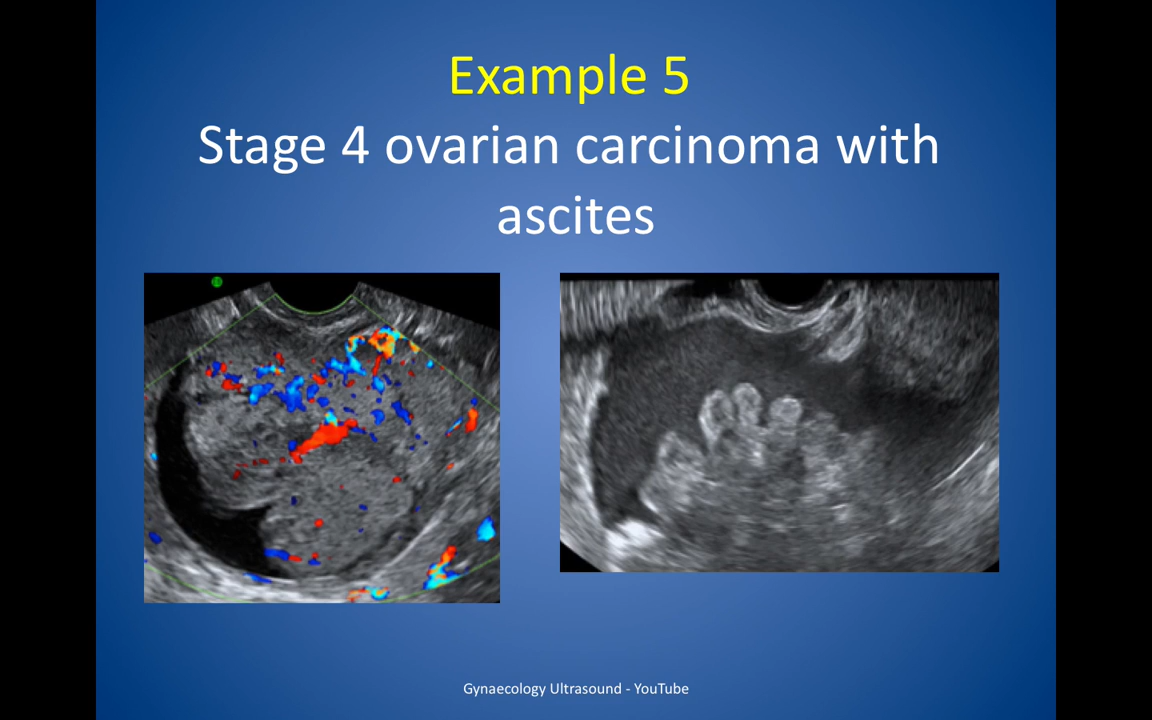 Example 5
Stage 4 ovarian carcinoma with
ascites
Gynaecology Ultrasound - YouTube